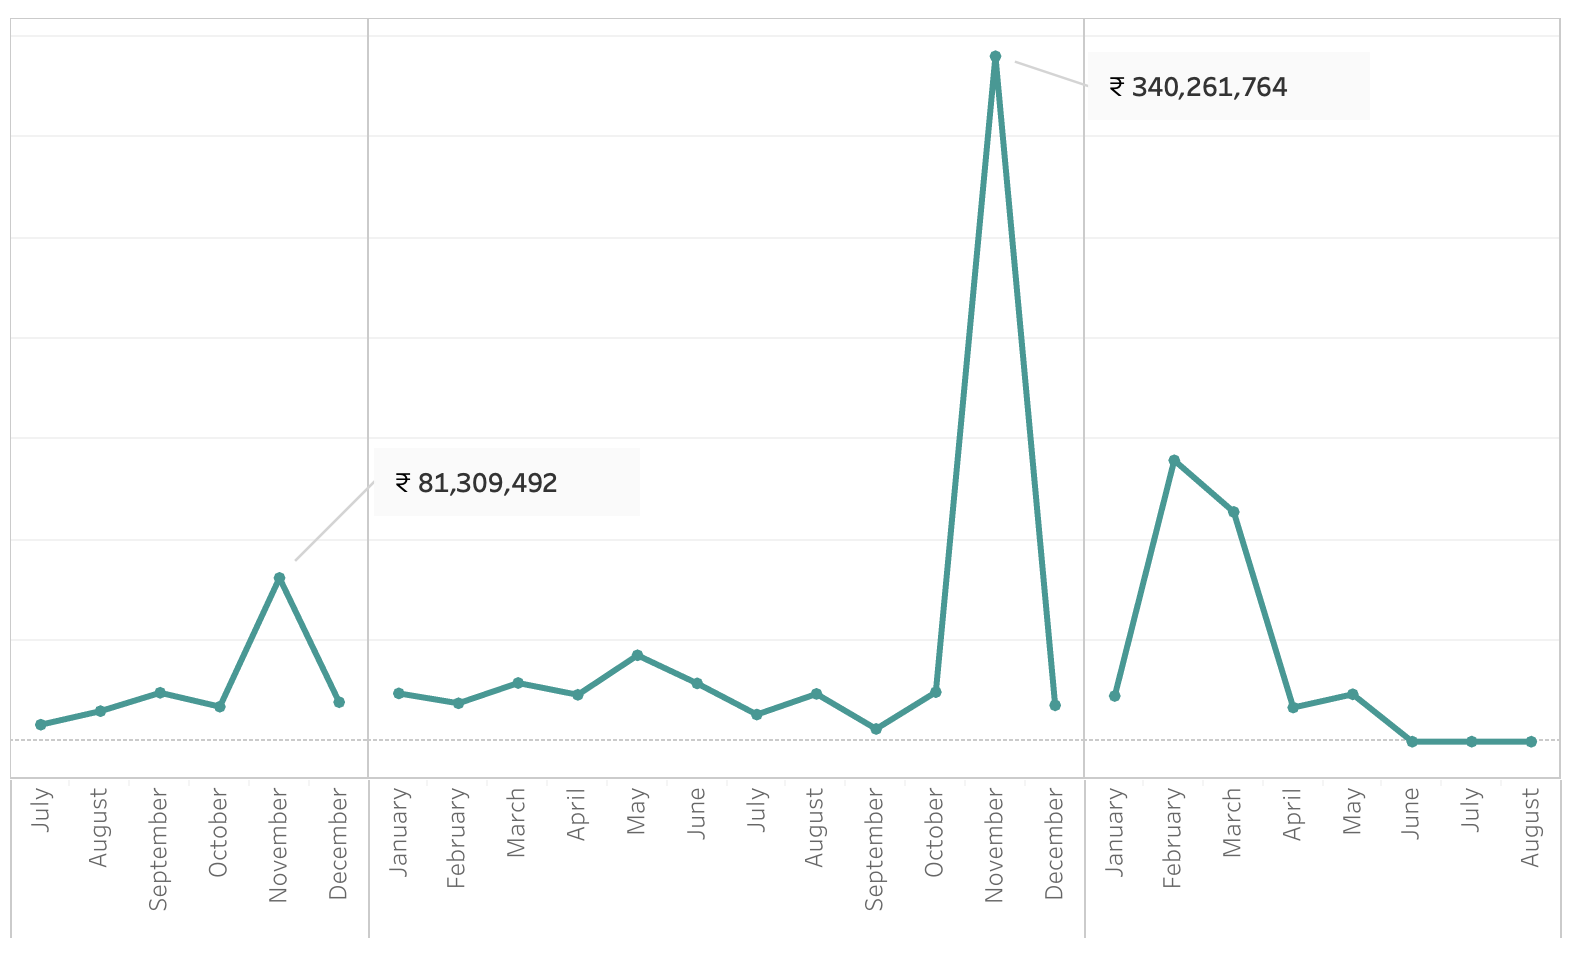 ₹ 340,261,764
₹ 81,309,492
July
August
September
October
November
December
January
February
March
April
May
June
July
August
September
October
November
December
January
February
March
April
May
June
July
August